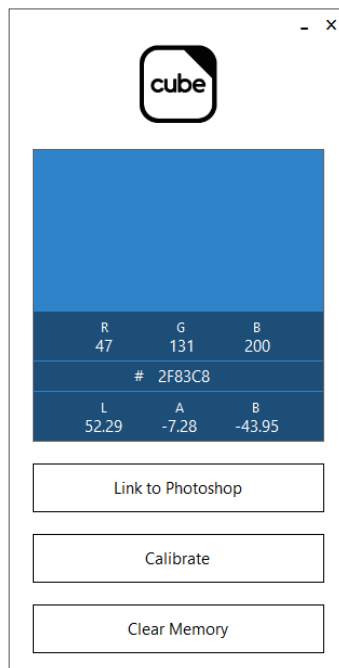 cube
R G B
47 131 200
# 2F83C8
L A B
52.29 -7.28 -43.95
Link to Photoshop
Calibrate
Clear Memory